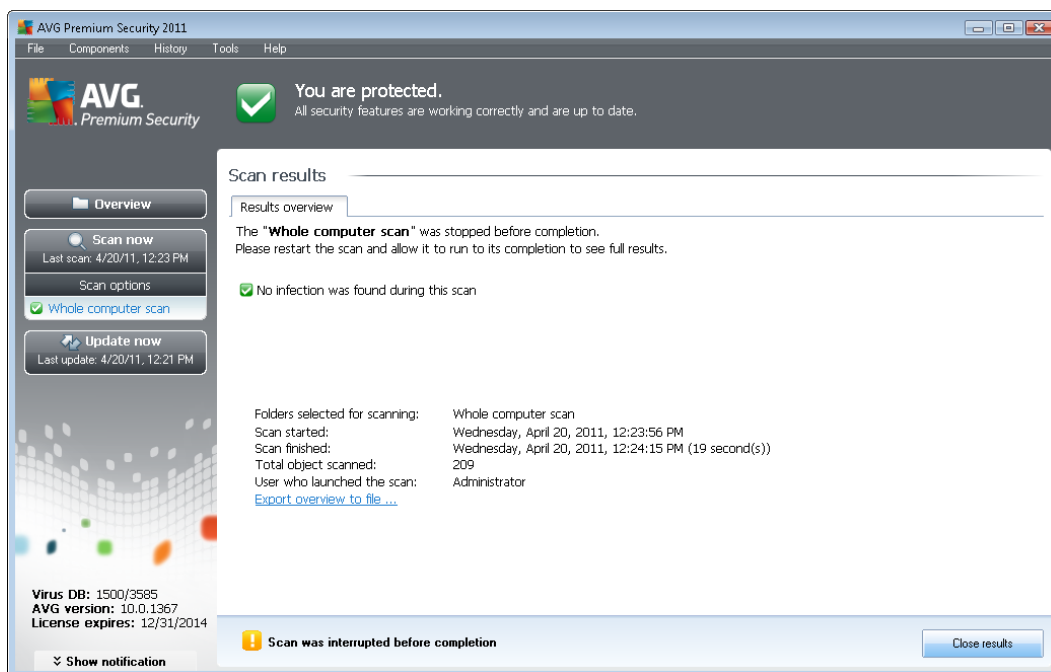 AVG Premium Security 2011
File Components History Tools Help
AVG.
Premium Security
You are protected.
All security features are working correctly and are up to date.
Overview
Scan now
Last scan: 4/20/11, 12:23 PM
Scan options
Whole computer scan
Update now
Last update: 4/20/11, 12:21 PM
Scan results
Results overview
The "Whole computer scan" was stopped before completion.
Please restart the scan and allow it to run to its completion to see full results.
No infection was found during this scan
Folders selected for scanning: Whole computer scan
Scan started: Wednesday, April 20, 2011, 12:23:56 PM
Scan finished: Wednesday, April 20, 2011, 12:24:15 PM (19 second(s))
Total object scanned: 209
User who launched the scan: Administrator
Export overview to file ...
Virus DB: 1500/3585
AVG version: 10.0.1367
License expires: 12/31/2014
Show notification
Scan was interrupted before completion
Close results